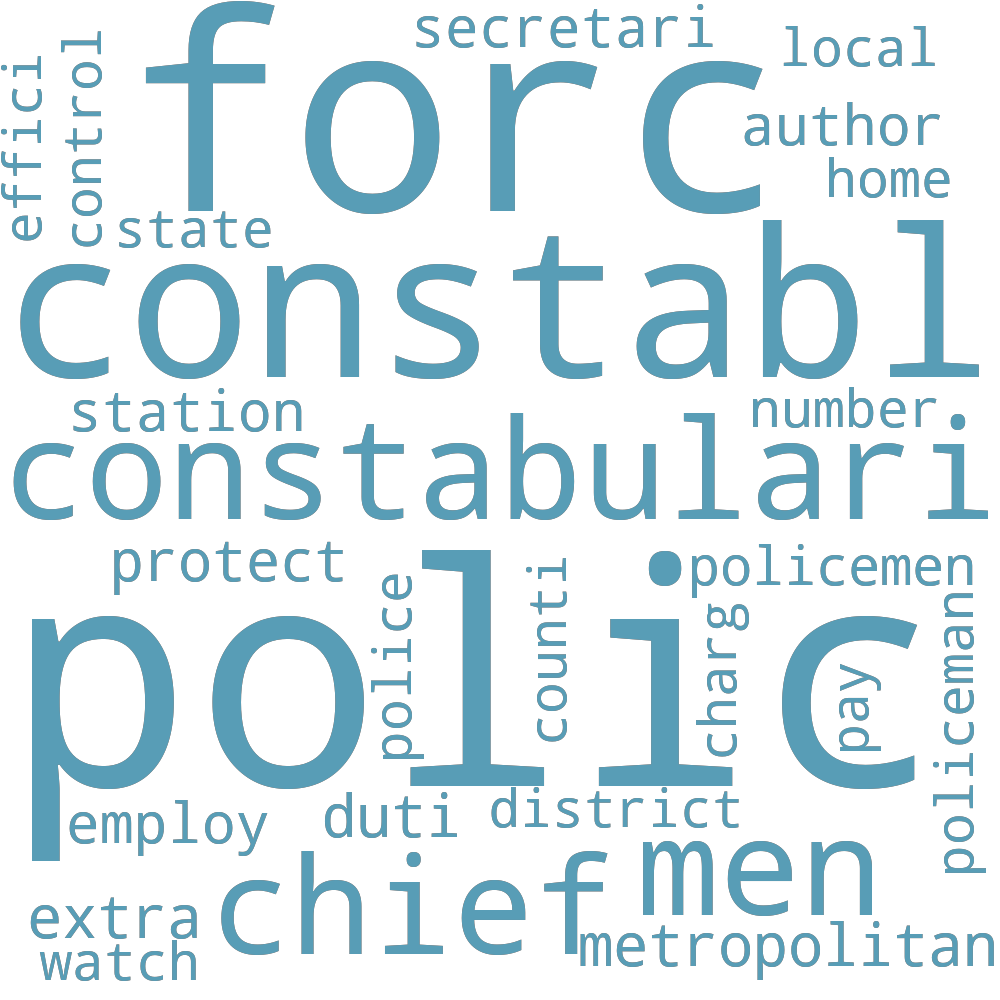 secretari
local
forc
effici
control
author
home
state
constabl
station
number
constabulari
protect
policemen
police
counti
charg
policeman
polic
pay
employ
duti
district
men
chief
extra
metropolitan
watch